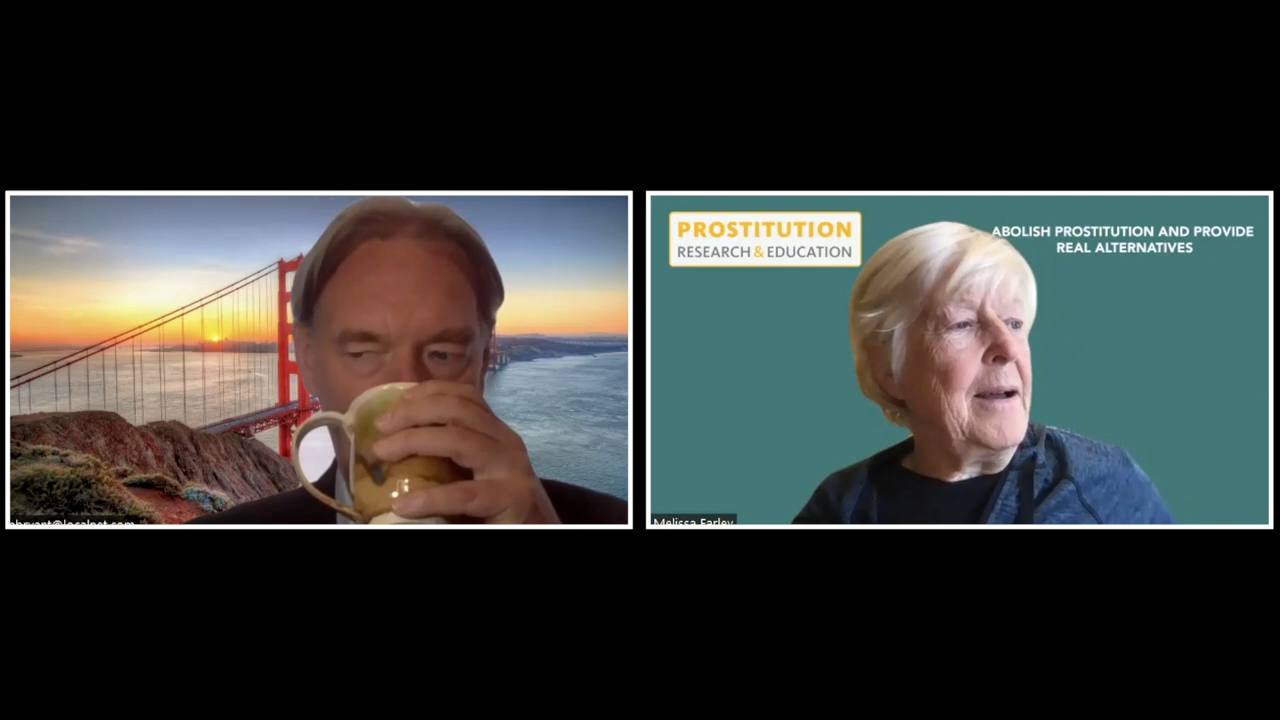 PROSTITUTION
RESEARCH & EDUCATION
ABOLISH PROSTITUTION AND PROVIDE
REAL ALTERNATIVES
Melissa Farley